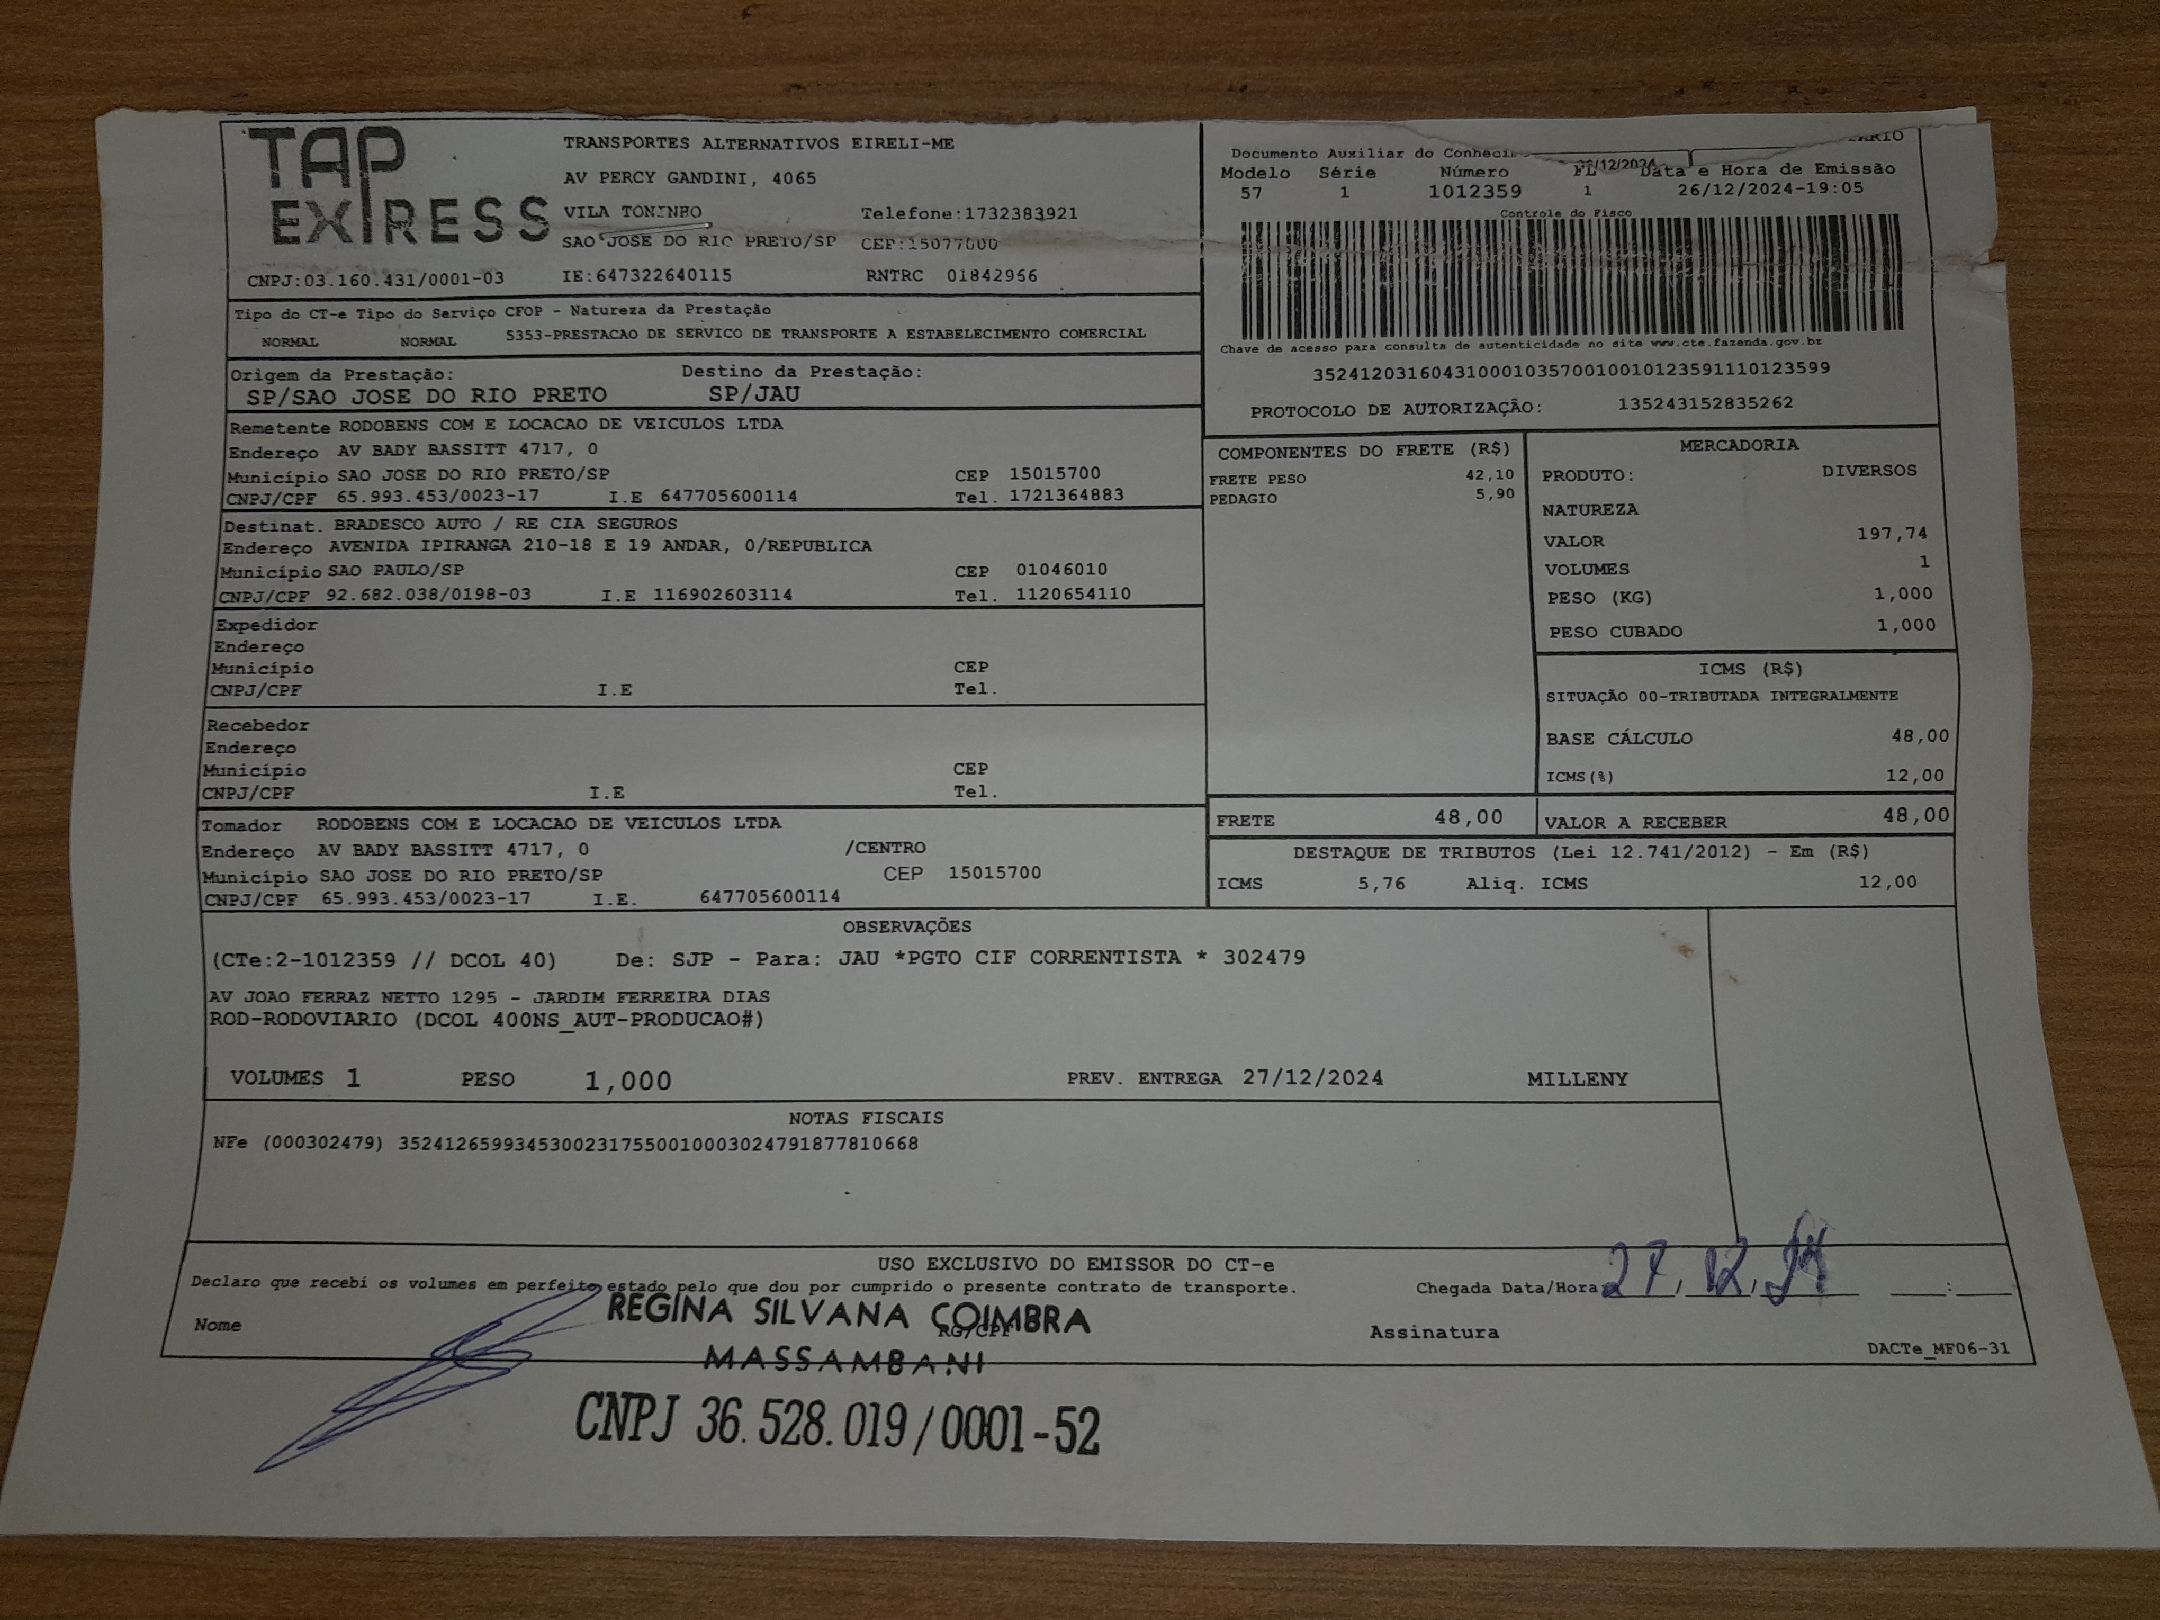 TAP
EXPRESS
TRANSPORTES ALTERNATIVOS EIRELI-ME
AV PERCY GANDINI, 4065
VILA TONINHO Telefone:1732383921
SAO JOSE DO RIO PRETO/SP CEP:15077000
CNPJ:03.160.431/0001-03 IE:647322640115 RNTRC 01842956
Documento Auxiliar do
26/12/2024
Modelo Série Número FL Data e Hora de Emissão
57 1 1012359 1 26/12/2024-19:05
Controle do Fisco
Chave de acesso para consulta de autenticidade no site www.cte.fazenda.gov.br
35241203160431000103570010010123591110123599
PROTOCOLO DE AUTORIZAÇÃO: 135243152835262
Tipo do CT-e Tipo do Serviço CFOP - Natureza da Prestação
NORMAL NORMAL 5353-PRESTACAO DE SERVICO DE TRANSPORTE A ESTABELECIMENTO COMERCIAL
Origem da Prestação: Destino da Prestação:
SP/SAO JOSE DO RIO PRETO SP/JAU
Remetente RODOBENS COM E LOCACAO DE VEICULOS LTDA
Endereço AV BADY BASSITT 4717, 0
Município SAO JOSE DO RIO PRETO/SP CEP 15015700
CNPJ/CPF 65.993.453/0023-17 I.E 647705600114 Tel. 1721364883
Destinat. BRADESCO AUTO / RE CIA SEGUROS
Endereço AVENIDA IPIRANGA 210-18 E 19 ANDAR, 0/REPUBLICA
Município SAO PAULO/SP CEP 01046010
CNPJ/CPF 92.682.038/0198-03 I.E 116902603114 Tel. 1120654110
Expedidor
Endereço
Município CEP
CNPJ/CPF I.E Tel.
Recebedor
Endereço
Município CEP
CNPJ/CPF I.E Tel.
Tomador RODOBENS COM E LOCACAO DE VEICULOS LTDA
Endereço AV BADY BASSITT 4717, 0 /CENTRO
Município SAO JOSE DO RIO PRETO/SP CEP 15015700
CNPJ/CPF 65.993.453/0023-17 I.E. 647705600114
COMPONENTES DO FRETE (R$)
FRETE PESO 42,10
PEDAGIO 5,90
MERCADORIA
PRODUTO: DIVERSOS
NATUREZA
VALOR 197,74
VOLUMES 1
PESO (KG) 1,000
PESO CUBADO 1,000
ICMS (R$)
SITUAÇÃO 00-TRIBUTADA INTEGRALMENTE
BASE CÁLCULO 48,00
ICMS(%) 12,00
FRETE 48,00 VALOR A RECEBER 48,00
DESTAQUE DE TRIBUTOS (Lei 12.741/2012) - Em (R$)
ICMS 5,76 Aliq. ICMS 12,00
OBSERVAÇÕES
(CTe:2-1012359 // DCOL 40) De: SJP - Para: JAU *PGTO CIF CORRENTISTA * 302479
AV JOAO FERRAZ NETTO 1295 - JARDIM FERREIRA DIAS
ROD-RODOVIARIO (DCOL 400NS_AUT-PRODUCAO#)
VOLUMES 1 PESO 1,000 PREV. ENTREGA 27/12/2024 MILLENY
NOTAS FISCAIS
NFe (000302479) 35241265993453002317550010003024791877810668
USO EXCLUSIVO DO EMISSOR DO CT-e
Declaro que recebi os volumes em perfeito estado pelo que dou por cumprido o presente contrato de transporte. Chegada Data/Hora 27/12/24
Nome RG/CPF Assinatura
REGINA SILVANA COIMBRA
MASSAMBANI
DACTe_MF06-31
CNPJ 36.528.019/0001-52